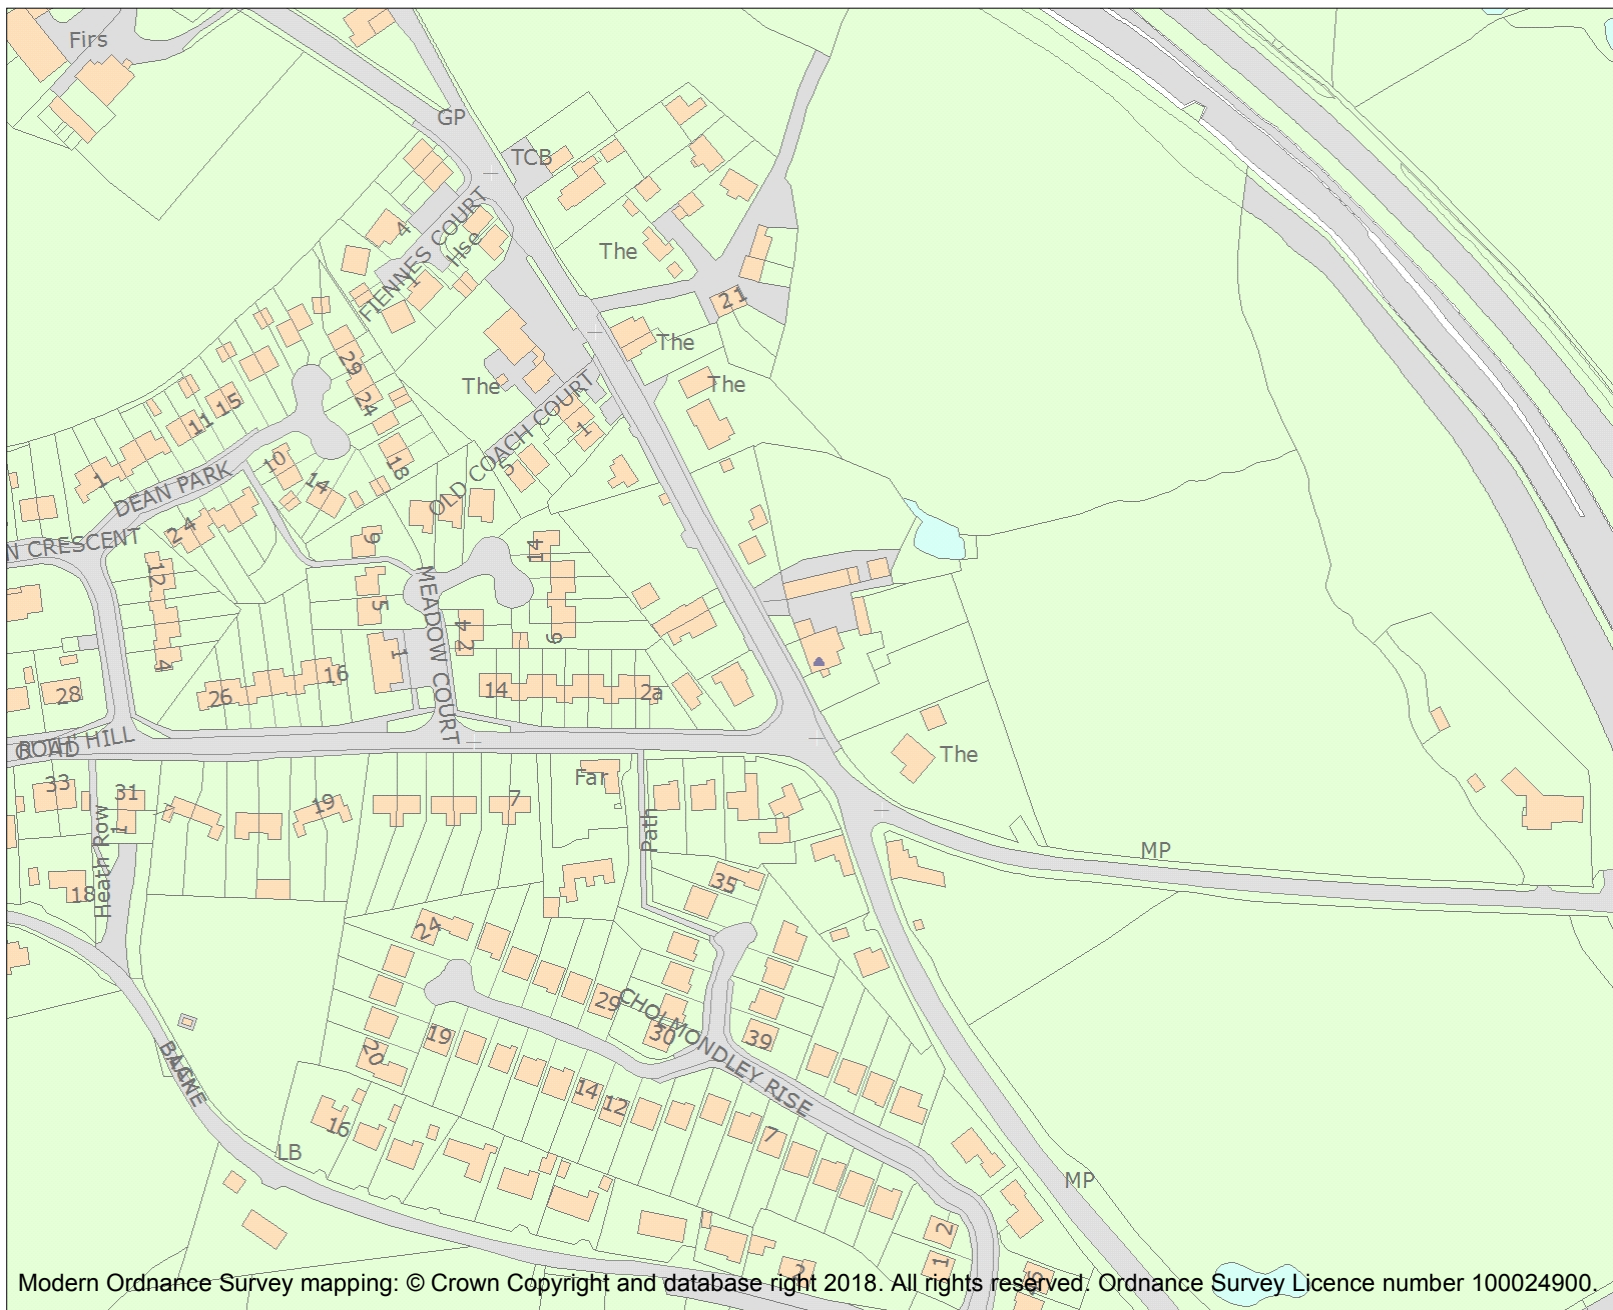 Firs
GP
TCB
FIENNES COURT
4
Hse
1
The
21
The
The
The
29
24
15
11
1
18
10
14
DEAN PARK
OLD COACH COURT
1
5
24
N CRESCENT
12
4
9
5
1
MEADOW COURT
14
4
2
6
28
26
16
14
2a
ROAD
HILL
The
33
31
1
19
7
Far
Path
Heath Row
18
MP
35
24
29
30
CHOLMONDLEY RISE
39
19
20
14
12
16
7
BACK
LANE
LB
MP
2
1
2
Modern Ordnance Survey mapping: © Crown Copyright and database right 2018. All rights reserved. Ordnance Survey Licence number 100024900.